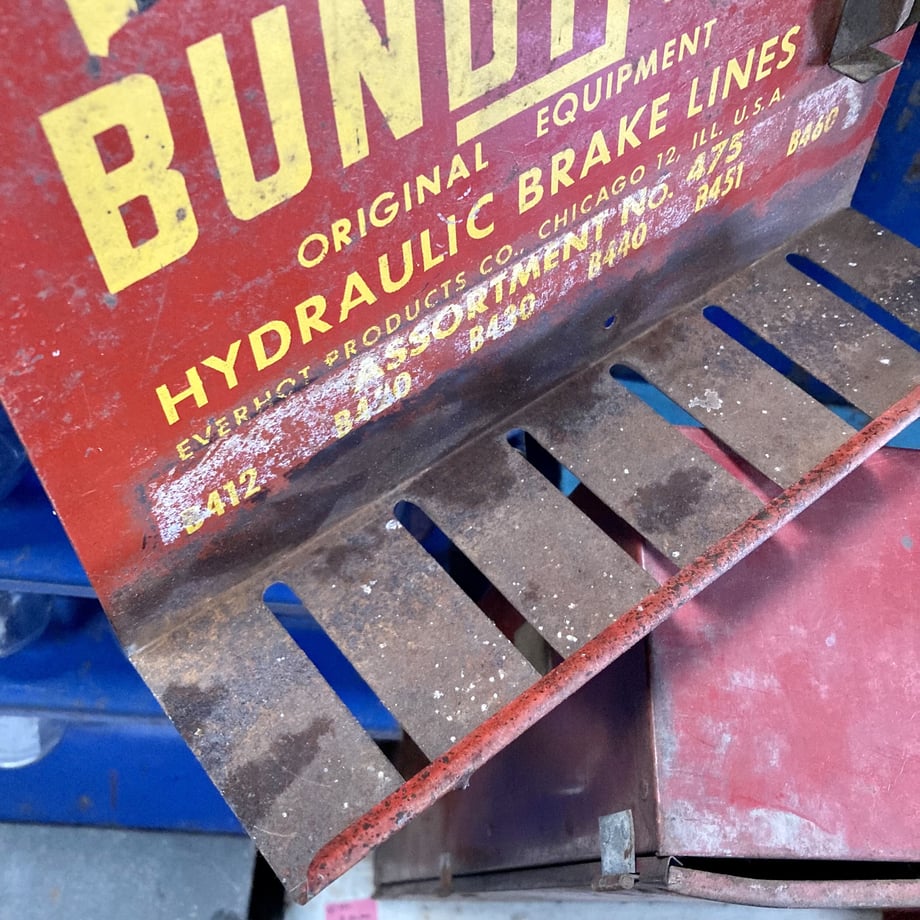 BUNDY
ORIGINAL EQUIPMENT
HYDRAULIC BRAKE LINES
EVERHOT PRODUCTS CO., CHICAGO 12, ILL. U.S.A.
ASSORTMENT NO. 475
B412 B420 B430 B440 B451 B460